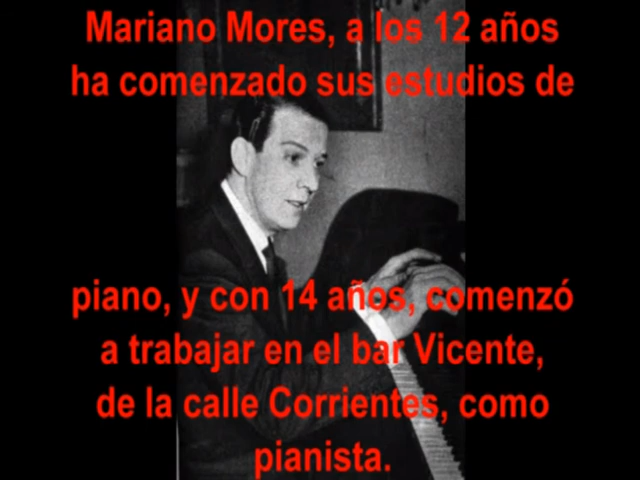 Mariano Mores, a los 12 años
ha comenzado sus estudios de
piano, y con 14 años, comenzó
a trabajar en el bar Vicente,
de la calle Corrientes, como
pianista.